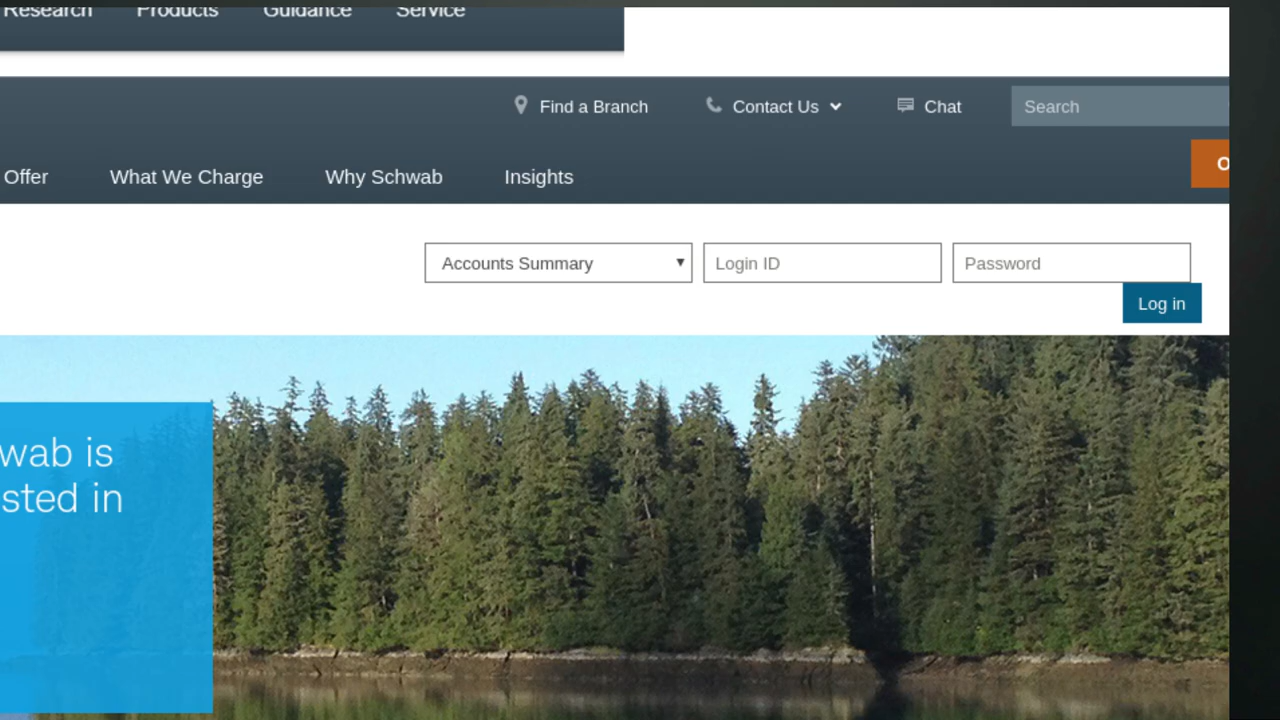 Research Products Guidance Service
Find a Branch Contact Us Chat Search
Offer What We Charge Why Schwab Insights
Accounts Summary Login ID Password
Log in
wab is
sted in